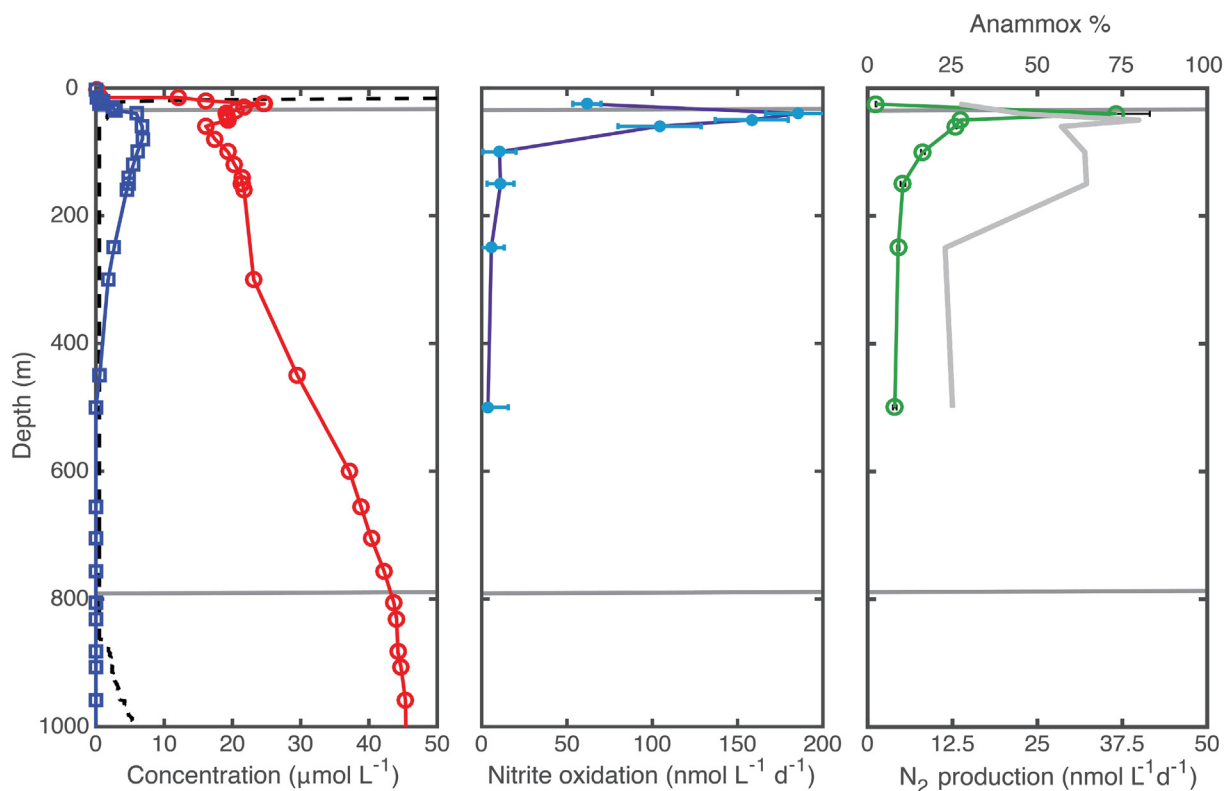 Anammox %
0 25 50 75 100
0
200
400
600
800
1000
Depth (m)
0 10 20 30 40 50
0 50 100 150 200
0 12.5 25 37.5 50
Concentration (μmol L⁻¹)
Nitrite oxidation (nmol L⁻¹ d⁻¹)
N₂ production (nmol L⁻¹d⁻¹)